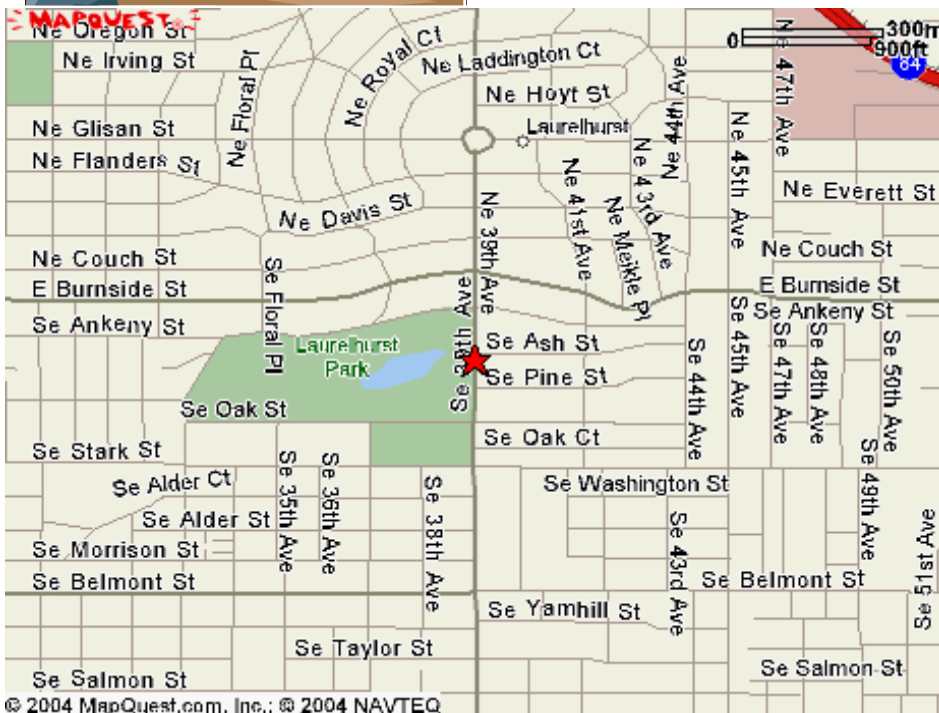 MAPQUEST
Ne Oregon St
Ne Irving St
Ne Floral Pl
Ne Royal Ct
Ne Laddington Ct
Ne Hoyt St
Ne 44th Ave
Ne 47th Ave
0
300m
900ft
84
Ne Glisan St
Laurelhurst
Ne Flanders St
Ne Davis St
Ne 39th Ave
Ne 41st Ave
Ne Meikle Pl
Ne 43rd Ave
Ne 45th Ave
Ne Everett St
Ne Couch St
Ne Couch St
E Burnside St
E Burnside St
Se Ankeny St
Se Ankeny St
Se Floral Pl
Laurelhurst
Park
Se 39th Ave
Se Ash St
Se Pine St
Se 44th Ave
Se 45th Ave
Se 47th Ave
Se 48th Ave
Se 50th Ave
Se Oak St
Se Oak Ct
Se Stark St
Se Alder Ct
Se 35th Ave
Se 36th Ave
Se 38th Ave
Se Washington St
Se 49th Ave
Se Alder St
Se Morrison St
Se 43rd Ave
Se 51st Ave
Se Belmont St
Se Belmont St
Se Yamhill St
Se Taylor St
Se Salmon St
Se Salmon St
© 2004 MapQuest.com, Inc.; © 2004 NAVTEQ